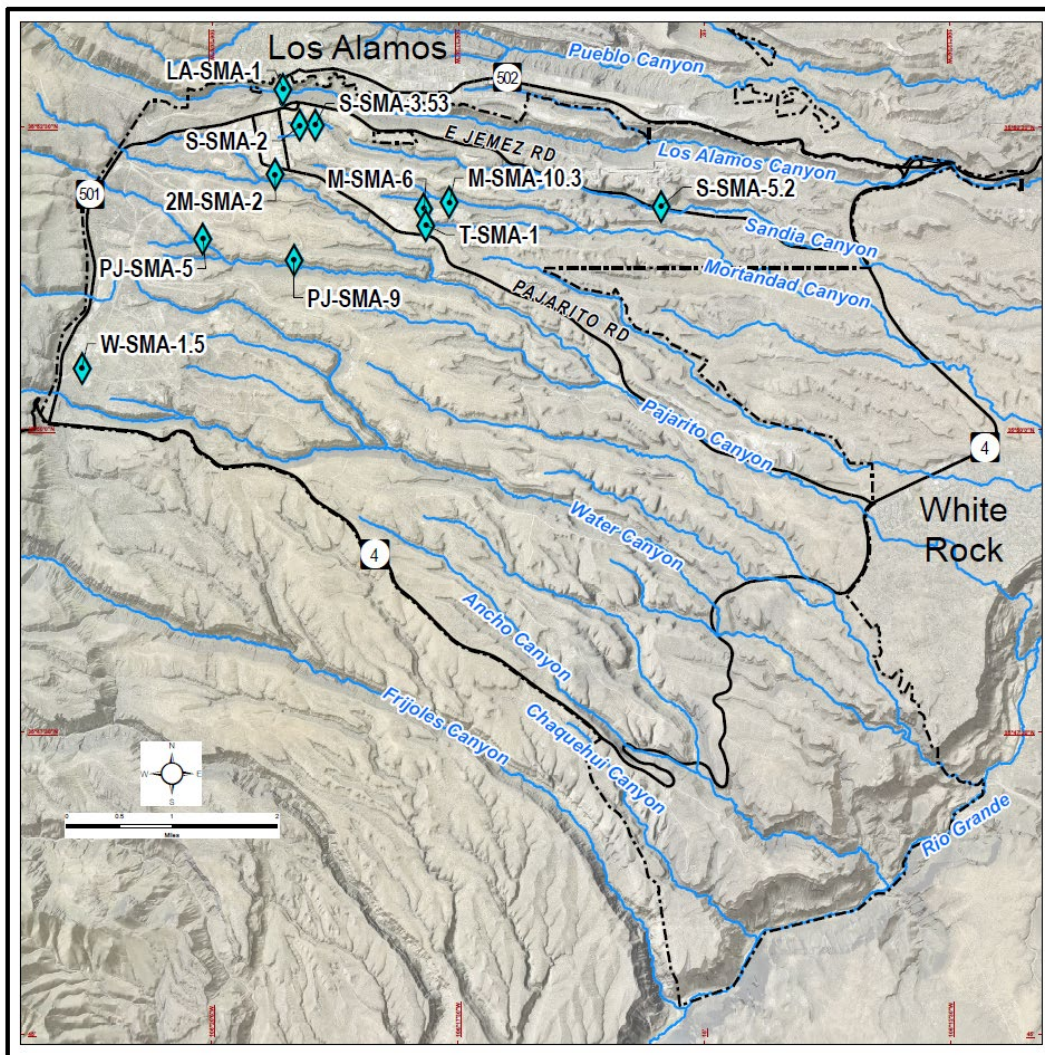 Los Alamos
Pueblo Canyon
LA-SMA-1
502
S-SMA-3.53
S-SMA-2
E JEMEZ RD
Los Alamos Canyon
M-SMA-6
M-SMA-10.3
S-SMA-5.2
501
2M-SMA-2
T-SMA-1
Sandia Canyon
PJ-SMA-5
PJ-SMA-9
Mortandad Canyon
PAJARITO RD
W-SMA-1.5
Pajarito Canyon
4
White
Rock
Water Canyon
4
Ancho Canyon
Frijoles Canyon
Chaquehui Canyon
N
W
E
S
0 0.5 1 2
Miles
Rio Grande